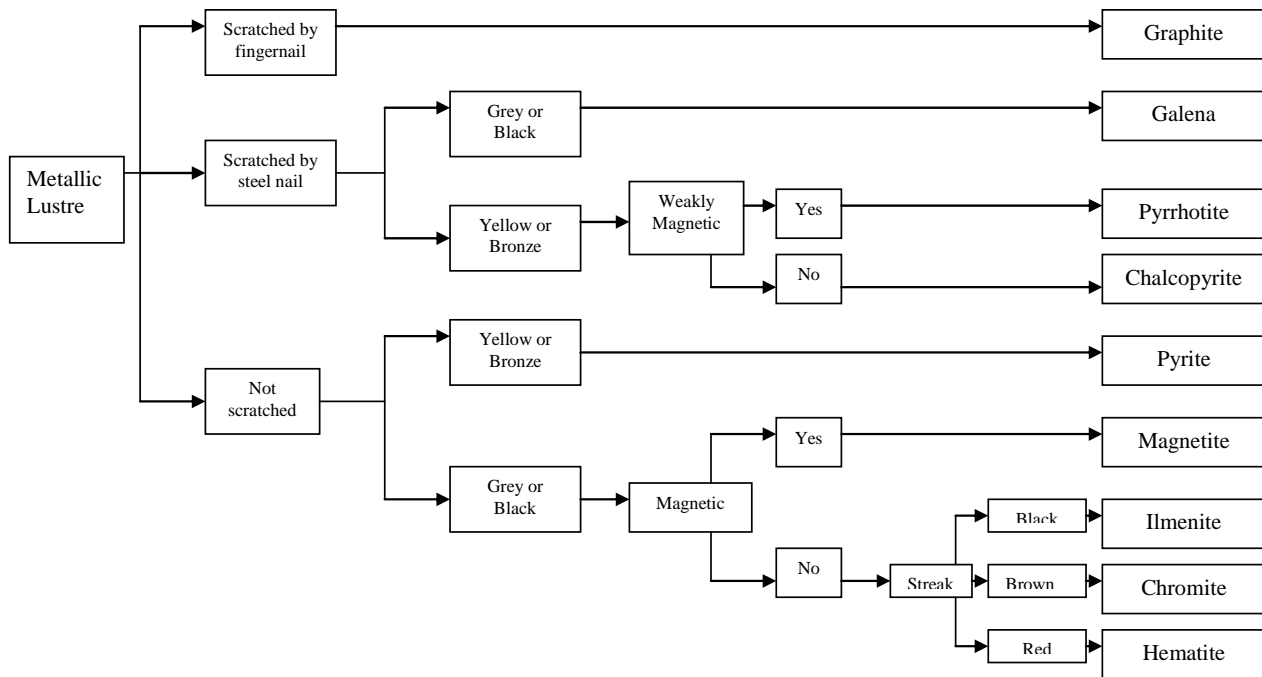 Scratched by
fingernail
Graphite
Grey or
Black
Galena
Metallic
Lustre
Scratched by
steel nail
Yellow or
Bronze
Weakly
Magnetic
Yes
Pyrrhotite
No
Chalcopyrite
Not
scratched
Yellow or
Bronze
Pyrite
Grey or
Black
Magnetic
Yes
Magnetite
No
Streak
Black
Ilmenite
Brown
Chromite
Red
Hematite